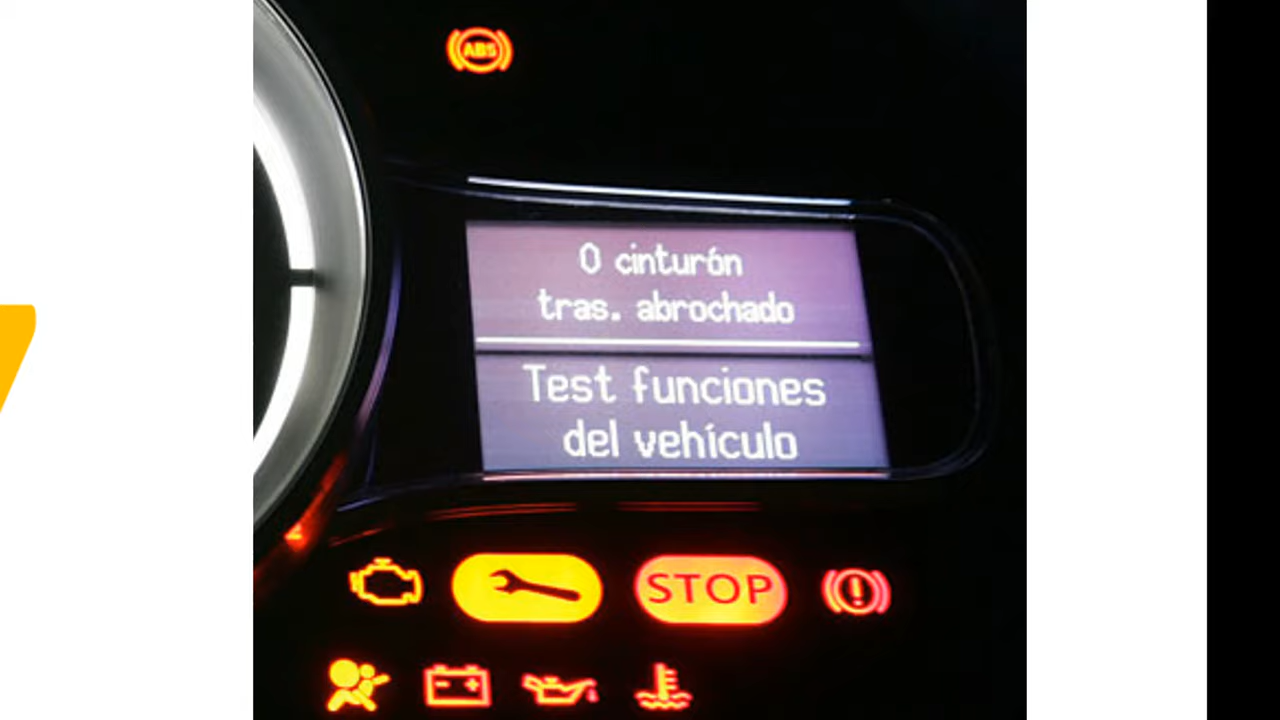 ABS
0 cinturón
tras. abrochado
Test funciones
del vehículo
STOP